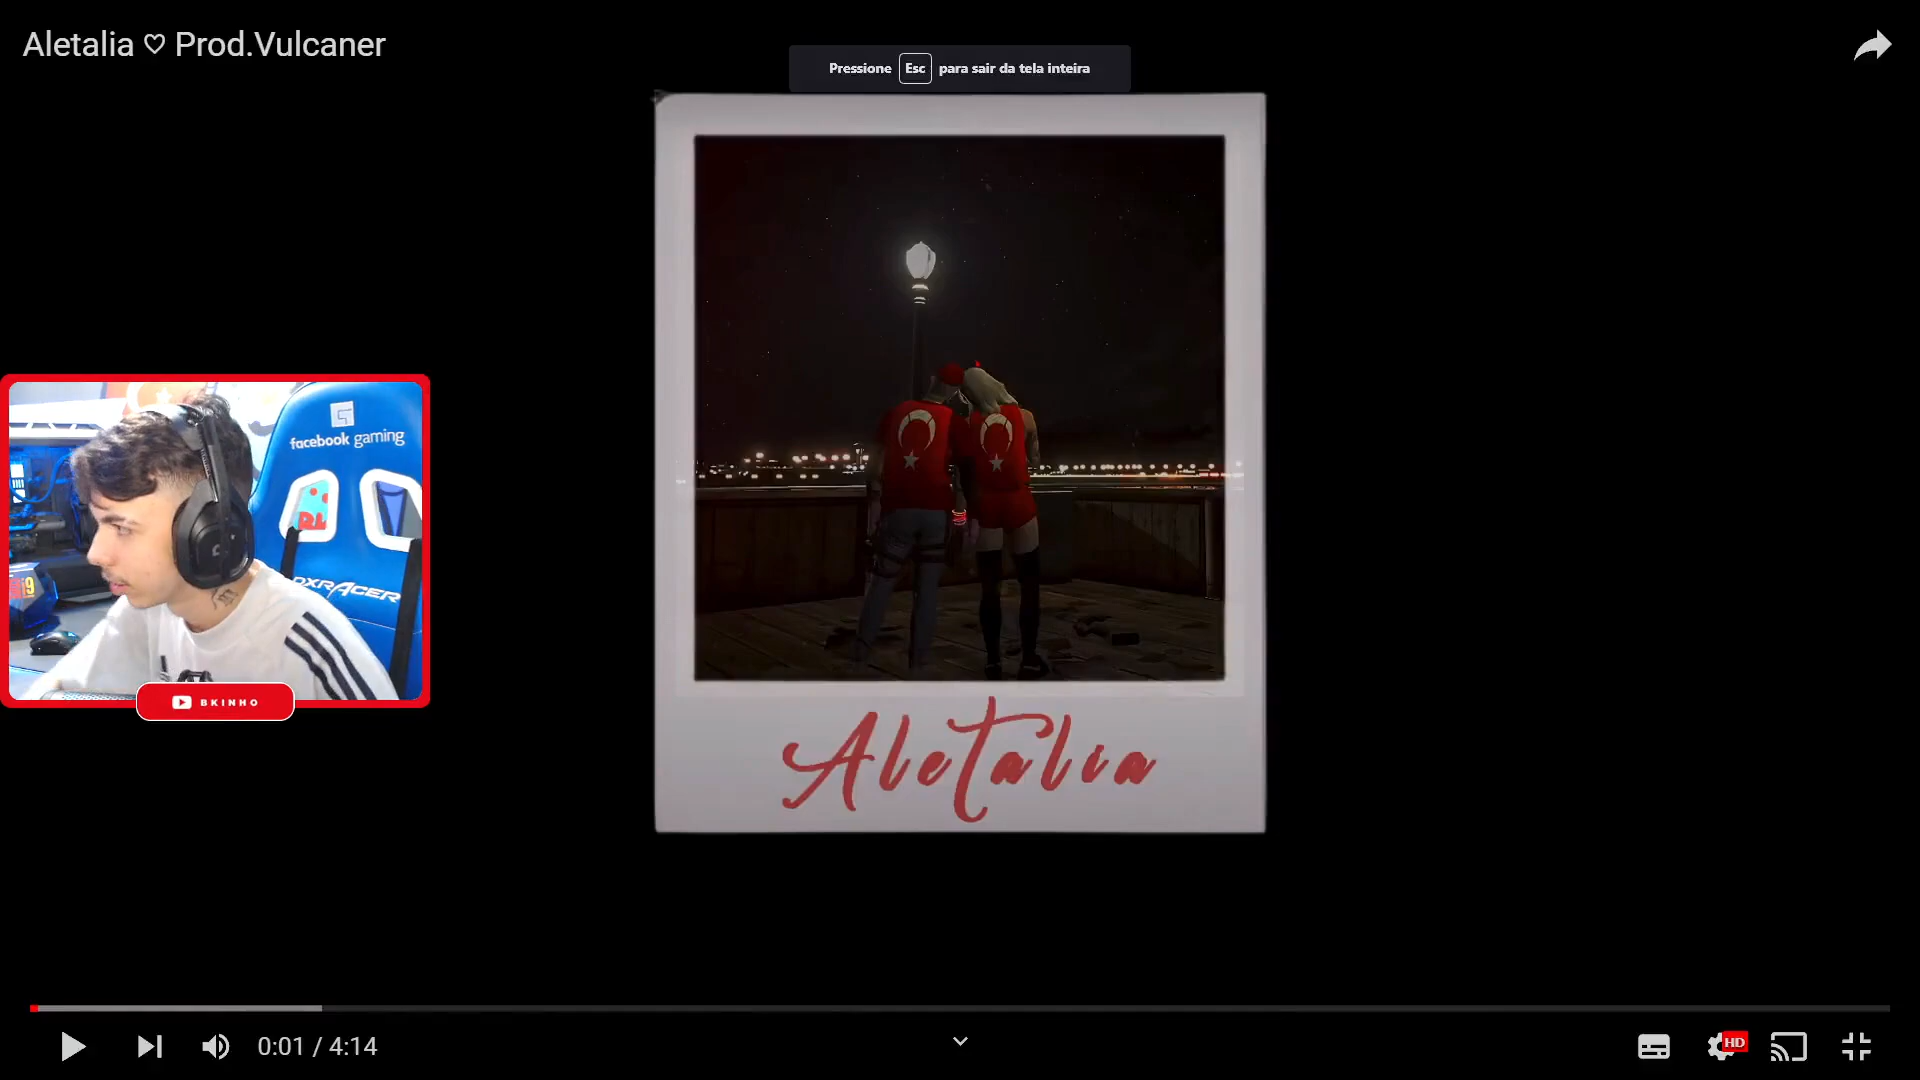 Aletalia ♡ Prod.Vulcaner
Pressione Esc para sair da tela inteira
facebook gaming
DXRACER
i9
BKINHO
Aletalia
0:01 / 4:14
HD